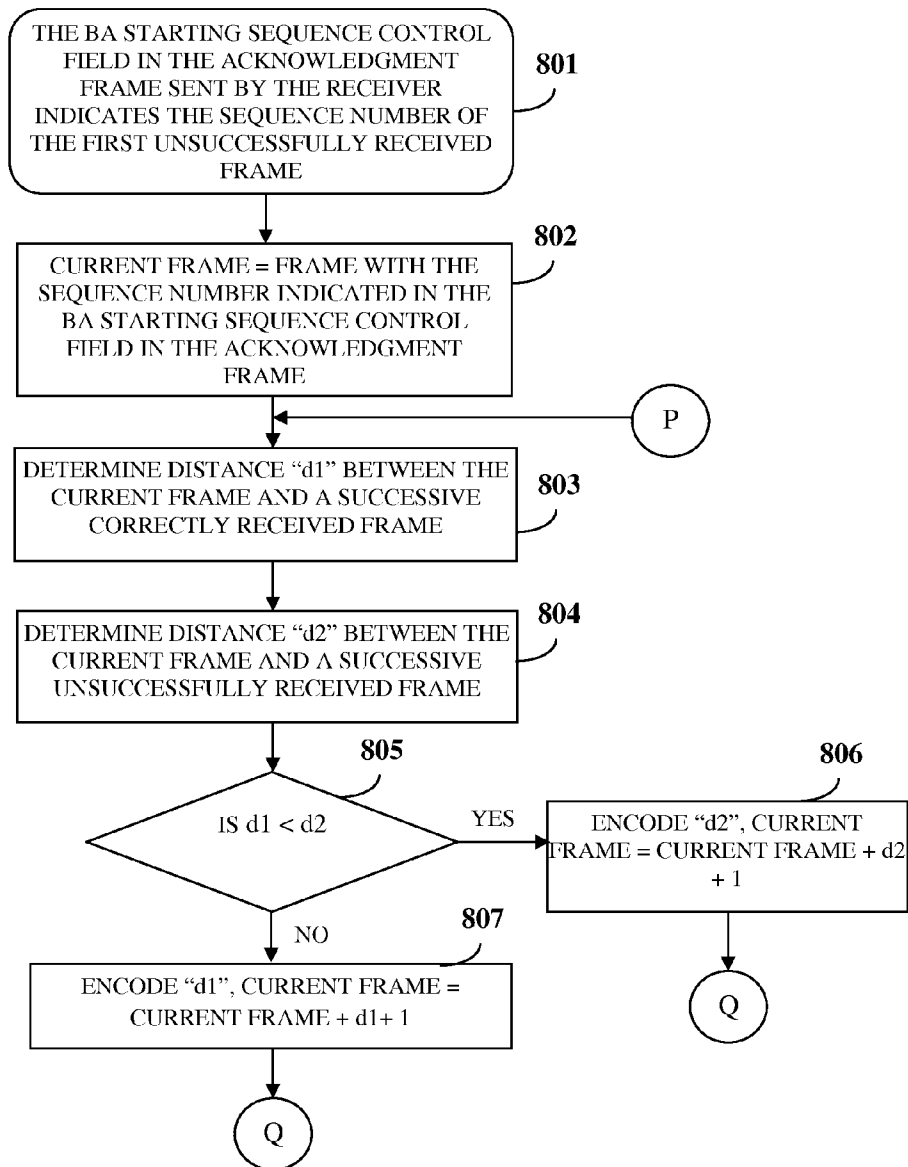 THE BA STARTING SEQUENCE CONTROL
FIELD IN THE ACKNOWLEDGMENT
FRAME SENT BY THE RECEIVER
INDICATES THE SEQUENCE NUMBER OF
THE FIRST UNSUCCESSFULLY RECEIVED
FRAME
801
802
CURRENT FRAME = FRAME WITH THE
SEQUENCE NUMBER INDICATED IN THE
BA STARTING SEQUENCE CONTROL
FIELD IN THE ACKNOWLEDGMENT
FRAME
P
DETERMINE DISTANCE “d1” BETWEEN THE
CURRENT FRAME AND A SUCCESSIVE
CORRECTLY RECEIVED FRAME
803
804
DETERMINE DISTANCE “d2” BETWEEN THE
CURRENT FRAME AND A SUCCESSIVE
UNSUCCESSFULLY RECEIVED FRAME
805
IS d1 < d2
YES
806
ENCODE “d2”, CURRENT
FRAME = CURRENT FRAME + d2
+ 1
NO
807
ENCODE “d1”, CURRENT FRAME =
CURRENT FRAME + d1+ 1
Q
Q